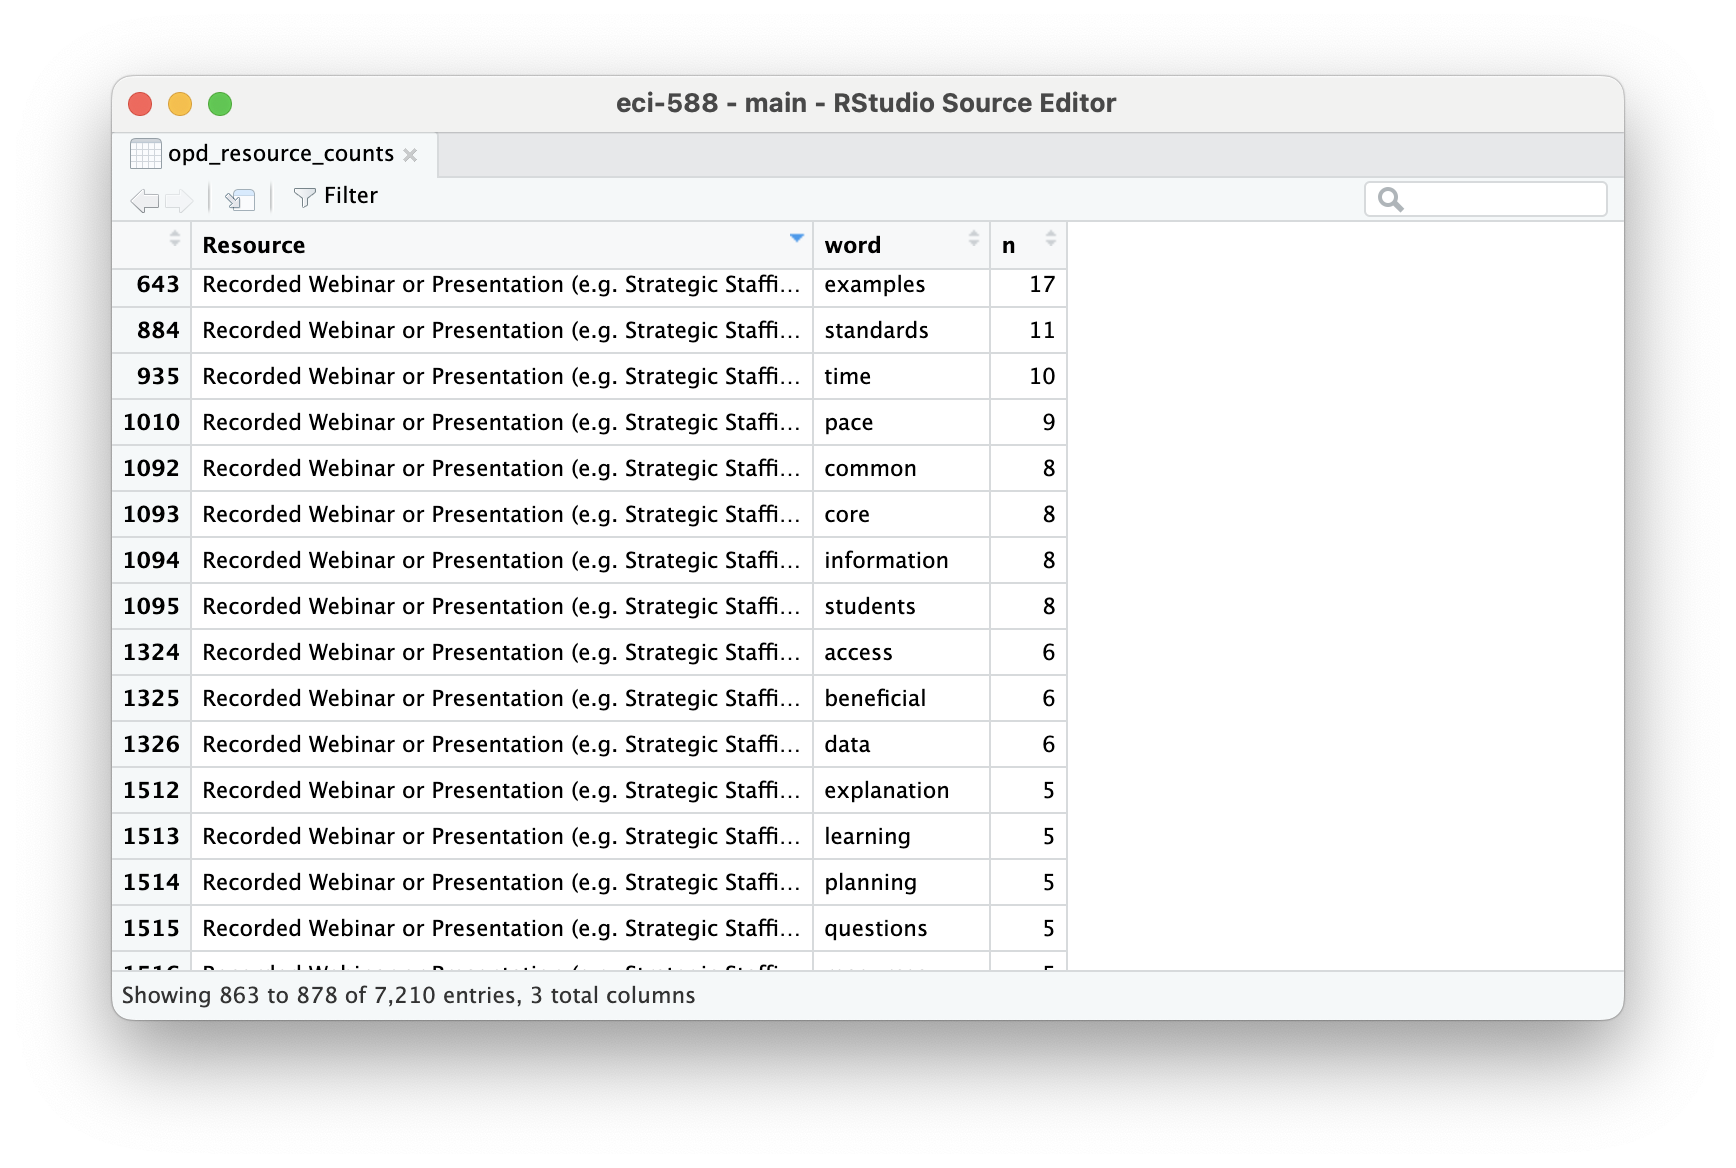 eci-588 - main - RStudio Source Editor
opd_resource_counts
Filter
Resource word n
643 Recorded Webinar or Presentation (e.g. Strategic Staffi... examples 17
884 Recorded Webinar or Presentation (e.g. Strategic Staffi... standards 11
935 Recorded Webinar or Presentation (e.g. Strategic Staffi... time 10
1010 Recorded Webinar or Presentation (e.g. Strategic Staffi... pace 9
1092 Recorded Webinar or Presentation (e.g. Strategic Staffi... common 8
1093 Recorded Webinar or Presentation (e.g. Strategic Staffi... core 8
1094 Recorded Webinar or Presentation (e.g. Strategic Staffi... information 8
1095 Recorded Webinar or Presentation (e.g. Strategic Staffi... students 8
1324 Recorded Webinar or Presentation (e.g. Strategic Staffi... access 6
1325 Recorded Webinar or Presentation (e.g. Strategic Staffi... beneficial 6
1326 Recorded Webinar or Presentation (e.g. Strategic Staffi... data 6
1512 Recorded Webinar or Presentation (e.g. Strategic Staffi... explanation 5
1513 Recorded Webinar or Presentation (e.g. Strategic Staffi... learning 5
1514 Recorded Webinar or Presentation (e.g. Strategic Staffi... planning 5
1515 Recorded Webinar or Presentation (e.g. Strategic Staffi... questions 5
1516 Recorded Webinar or Presentation (e.g. Strategic Staffi... 5
Showing 863 to 878 of 7,210 entries, 3 total columns